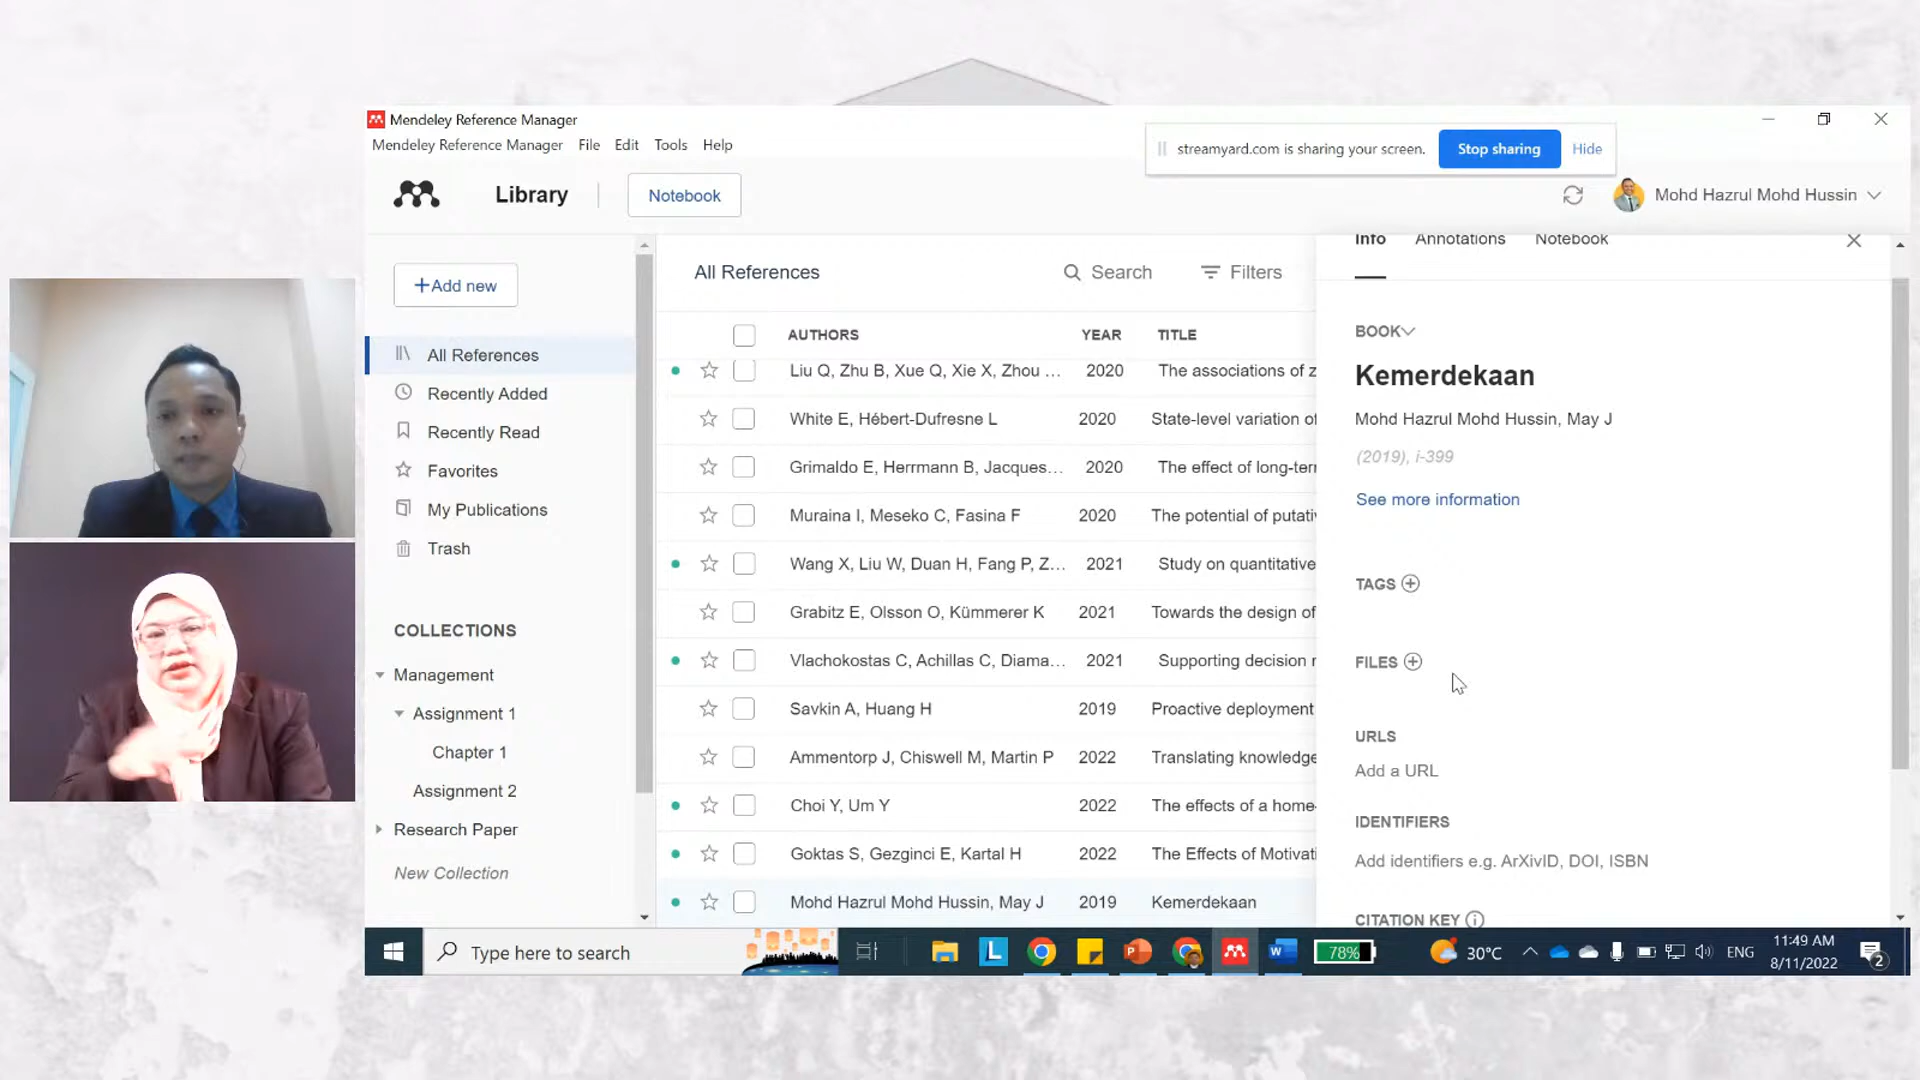 Mendeley Reference Manager
Mendeley Reference Manager File Edit Tools Help
streamyard.com is sharing your screen. Stop sharing Hide
Library Notebook Mohd Hazrul Mohd Hussin
+Add new
All References
Recently Added
Recently Read
Favorites
My Publications
Trash
COLLECTIONS
Management
Assignment 1
Chapter 1
Assignment 2
Research Paper
New Collection
All References Search Filters
AUTHORS YEAR TITLE
Liu Q, Zhu B, Xue Q, Xie X, Zhou ... 2020 The associations of z
White E, Hébert-Dufresne L 2020 State-level variation of
Grimaldo E, Herrmann B, Jacques... 2020 The effect of long-ter
Muraina I, Meseko C, Fasina F 2020 The potential of putati
Wang X, Liu W, Duan H, Fang P, Z... 2021 Study on quantitative
Grabitz E, Olsson O, Kümmerer K 2021 Towards the design of
Vlachokostas C, Achillas C, Diama... 2021 Supporting decision
Savkin A, Huang H 2019 Proactive deployment
Ammentorp J, Chiswell M, Martin P 2022 Translating knowledge
Choi Y, Um Y 2022 The effects of a home-
Goktas S, Gezginci E, Kartal H 2022 The Effects of Motivati
Mohd Hazrul Mohd Hussin, May J 2019 Kemerdekaan
Info Annotations Notebook
BOOK
Kemerdekaan
Mohd Hazrul Mohd Hussin, May J
(2019), i-399
See more information
TAGS
FILES
URLS
Add a URL
IDENTIFIERS
Add identifiers e.g. ArXivID, DOI, ISBN
CITATION KEY
Type here to search
78%
30°C
ENG
11:49 AM
8/11/2022
2